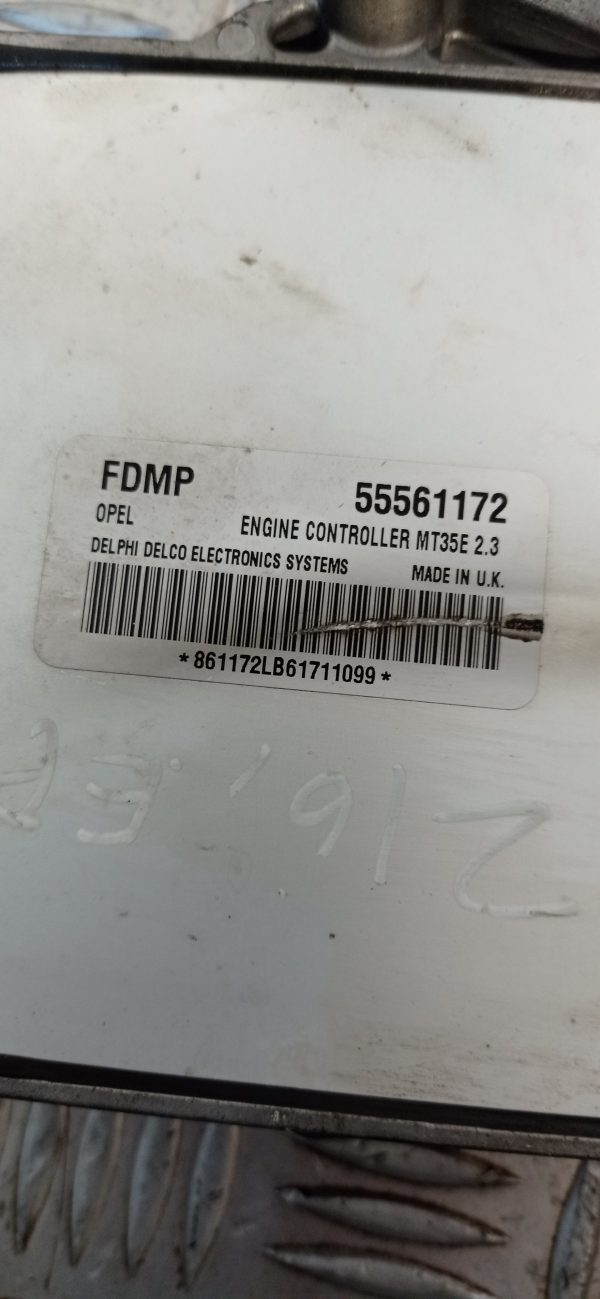 FDMP
55561172
OPEL
ENGINE CONTROLLER MT35E 2.3
DELPHI DELCO ELECTRONICS SYSTEMS
MADE IN U.K.
*861172LB61711099*